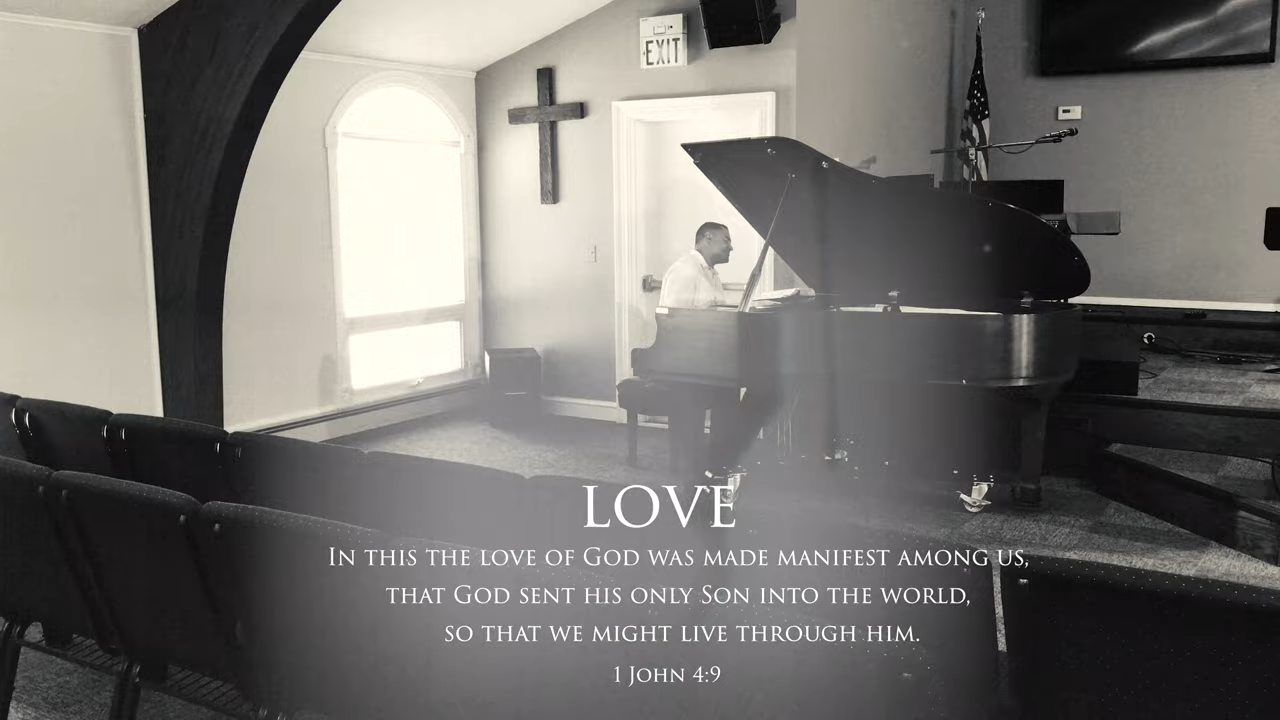 EXIT
LOVE
In this the love of God was made manifest among us,
that God sent his only Son into the world,
so that we might live through him.
1 John 4:9